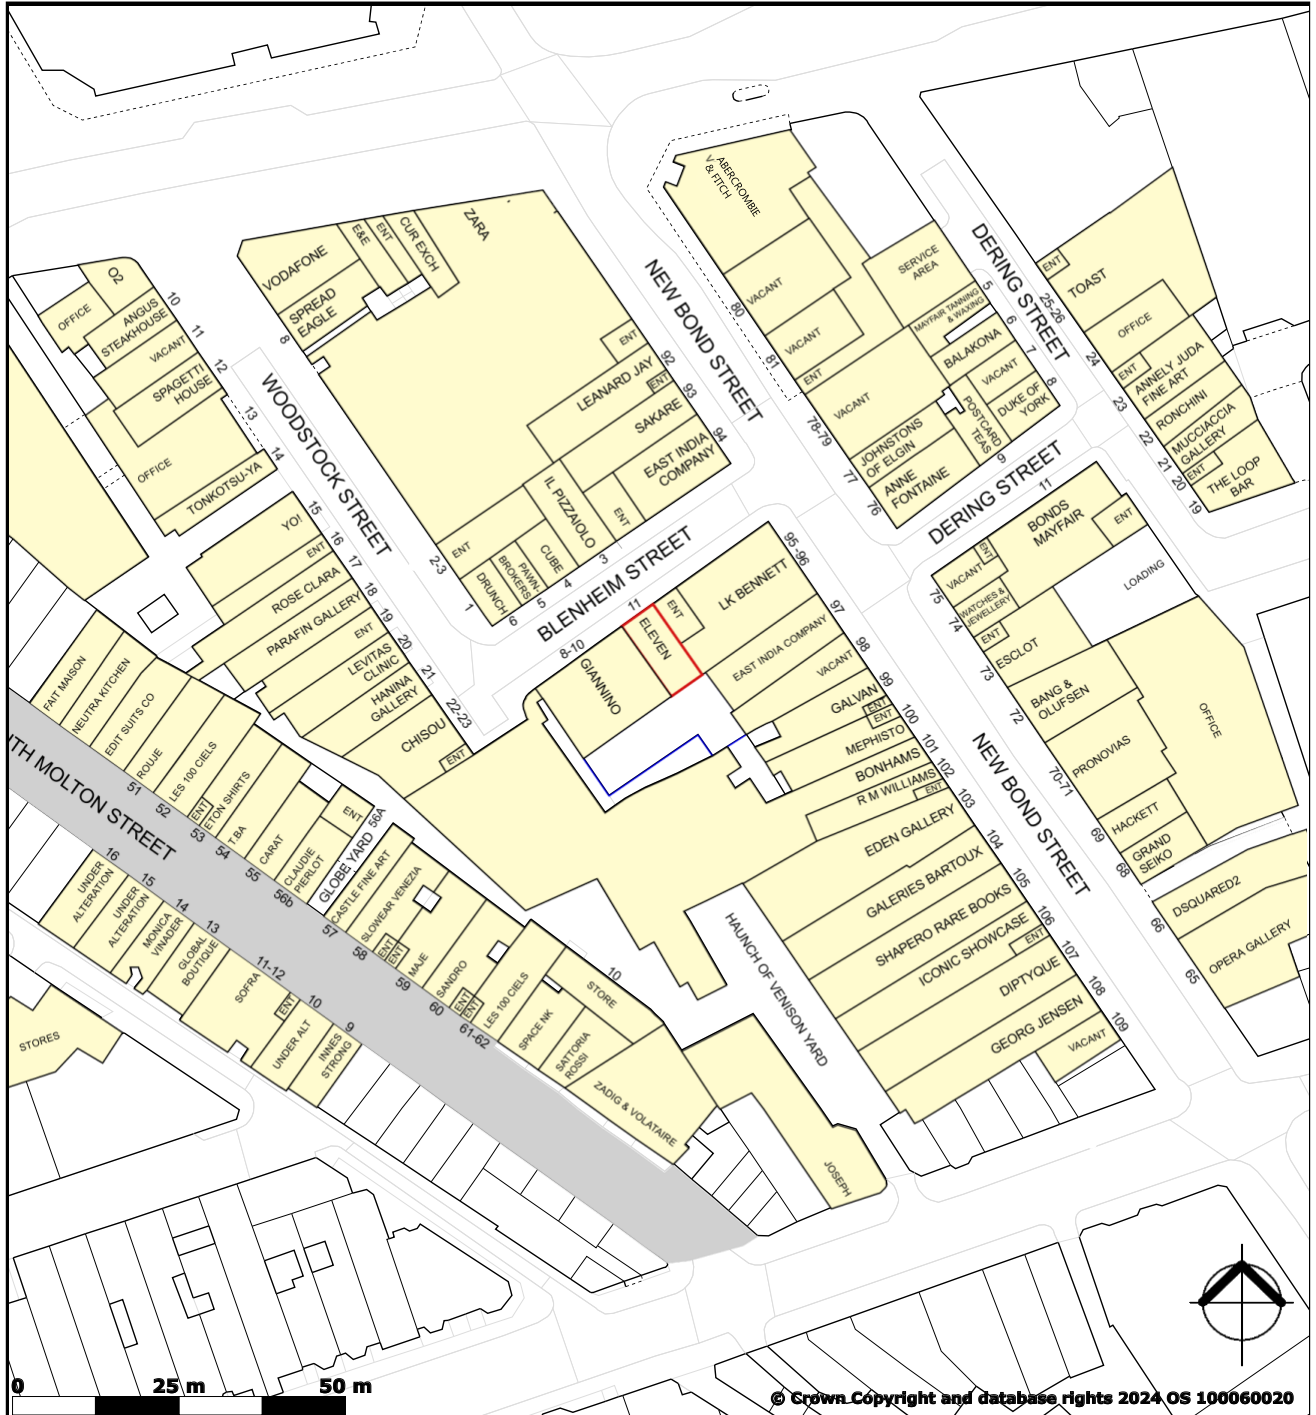 ABERCROMBIE
& FITCH
V
ZARA
CUR EXCH
ENT
E&E
VODAFONE
SPREAD
EAGLE
8
O2
OFFICE
ANGUS
STEAKHOUSE
VACANT
SPAGETTI
HOUSE
OFFICE
TONKOTSU-YA
10
11
12
13
14
WOODSTOCK STREET
NEW BOND STREET
80
81
78-79
77
76
VACANT
VACANT
ENT
VACANT
JOHNSTONS
OF ELGIN
ANNE
FONTAINE
SERVICE
AREA
MAYFAIR TANNING
& WAXING
BALAKONA
VACANT
DUKE OF
YORK
POSTCARD
TEAS
5
6
7
8
9
DERING STREET
25-26
24
23
22
21
20
19
ENT
TOAST
OFFICE
ENT
ANNELY JUDA
FINE ART
RONCHINI
MUCCIACCIA
GALLERY
ENT
THE LOOP
BAR
ENT
LEANARD JAY
ENT
SAKARE
EAST INDIA
COMPANY
92
93
94
IL PIZZAIOLO
ENT
CUBE
PAWN-
BROKERS
DRUNCH
ENT
2-3
1
6
5
4
3
BLENHEIM STREET
11
8-10
GIANNINO
ELEVEN
ENT
LK BENNETT
95-96
97
98
99
100
101
102
103
104
105
106
107
108
109
EAST INDIA COMPANY
VACANT
GALVAN
ENT
ENT
MEPHISTO
BONHAMS
R M WILLIAMS
ENT
EDEN GALLERY
GALERIES BARTOUX
SHAPERO RARE BOOKS
ICONIC SHOWCASE
ENT
DIPTYQUE
GEORG JENSEN
VACANT
DERING STREET
11
BONDS
MAYFAIR
ENT
LOADING
VACANT
ENT
WATCHES &
JEWELLERY
ENT
ESCLOT
BANG &
OLUFSEN
PRONOVIAS
HACKETT
GRAND
SEIKO
OFFICE
DSQUARED2
OPERA GALLERY
75
74
73
72
70-71
69
68
66
65
NEW BOND STREET
YO!
ENT
ROSE CLARA
PARAFIN GALLERY
ENT
LEVITAS
CLINIC
HANINA
GALLERY
CHISOU
ENT
15
16
17
18
19
20
21
22-23
FAIT MAISON
NEUTRA KITCHEN
EDIT SUITS CO
ROUJE
LES 100 CIELS
ENT
ETON SHIRTS
T.BA
CARAT
CLAUDIE
PIERLOT
ENT
GLOBE YARD 56A
CASTLE FINE ART
SLOWEAR VENEZIA
ENT
ENT
MAJE
SANDRO
ENT
ENT
LES 100 CIELS
SPACE NK
SATTORIA
ROSSI
STORE
10
ZADIG & VOLATAIRE
51
52
53
54
55
56b
57
58
59
60
61-62
UTH MOLTON STREET
16
15
14
13
11-12
10
9
UNDER
ALTERATION
UNDER
ALTERATION
MONICA
VINADER
GLOBAL
BOUTIQUE
SOFRA
ENT
UNDER ALT
INNES
STRONG
STORES
HAUNCH OF VENISON YARD
JOSEPH
0 25 m 50 m
© Crown Copyright and database rights 2024 OS 100060020